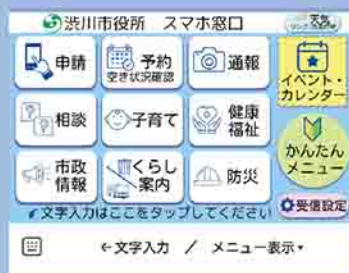 渋川市役所 スマホ窓口
天気
申請
予約
空き状況確認
通報
イベント・
カレンダー
相談
子育て
健康
福祉
かんたん
メニュー
市政
情報
くらし
案内
防災
文字入力はここをタップしてください
受信設定
←文字入力 / メニュー表示▾